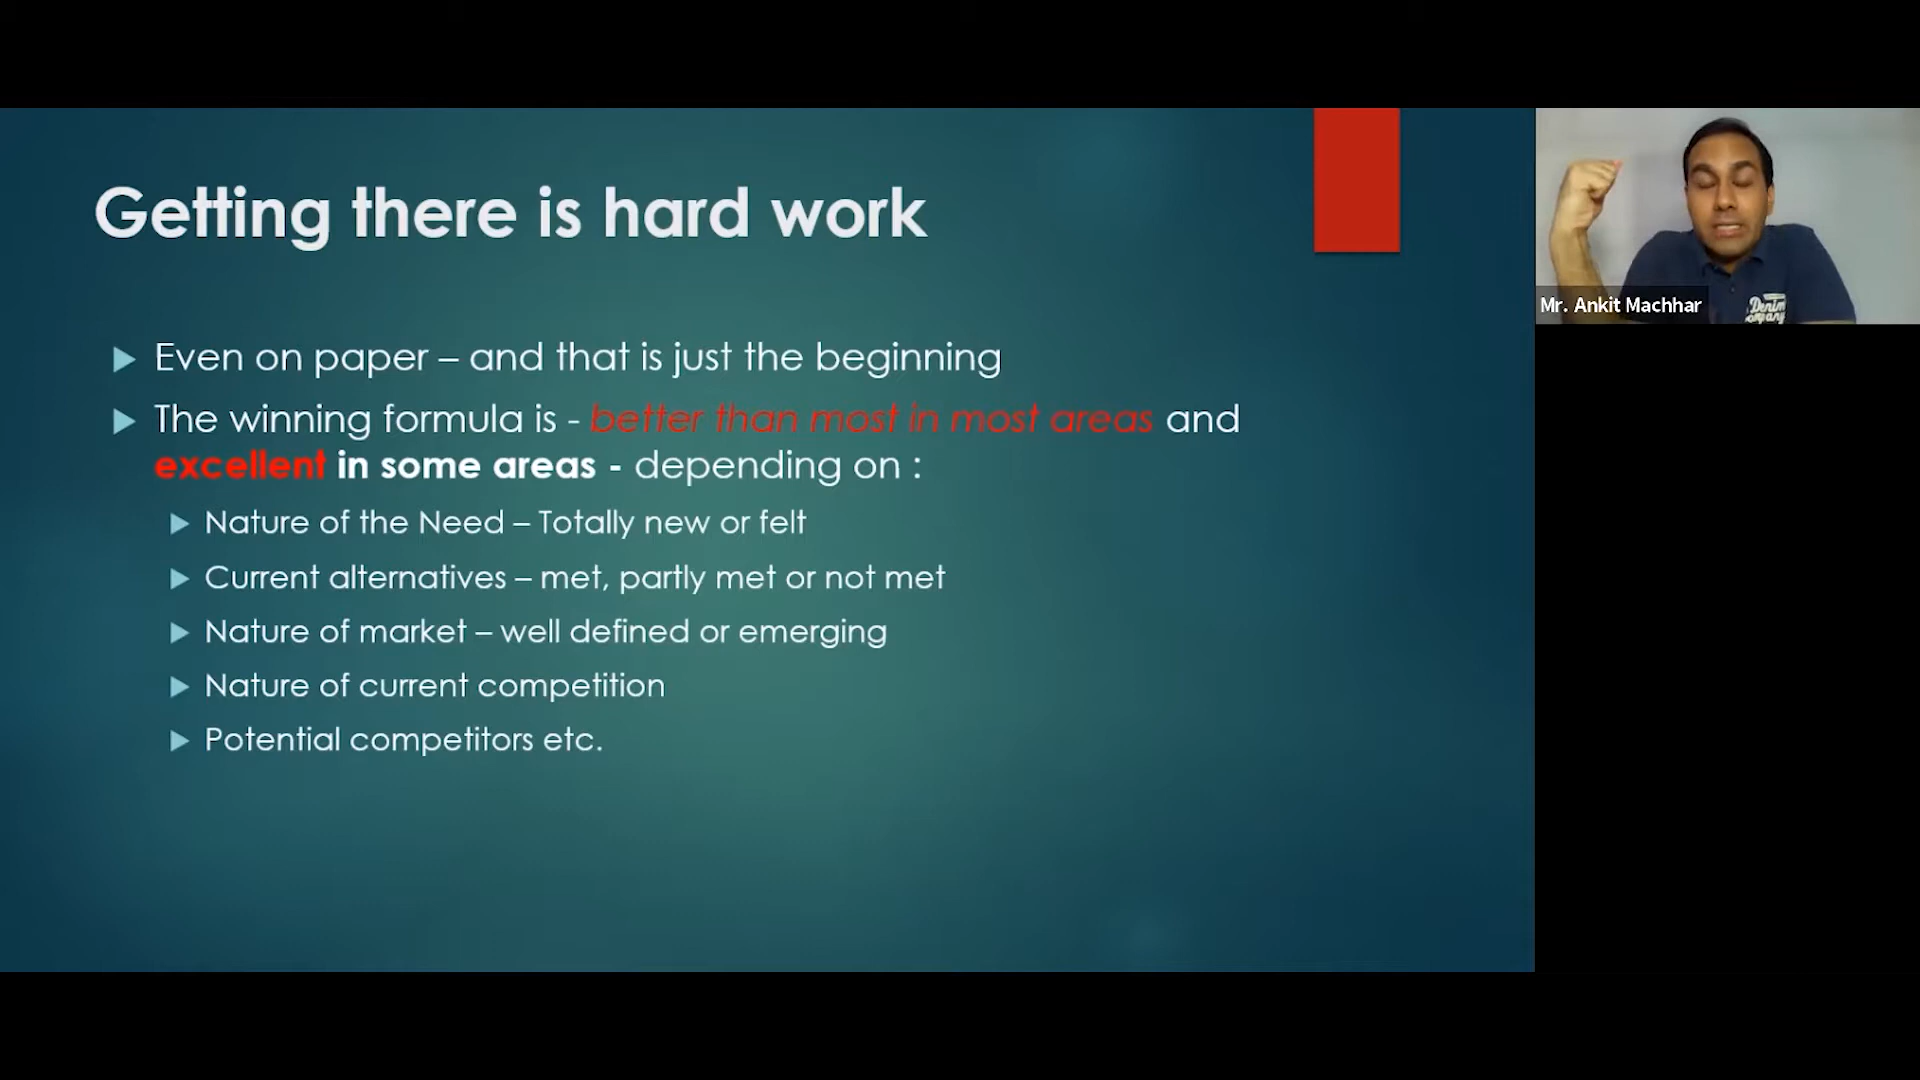 Getting there is hard work
Even on paper – and that is just the beginning
The winning formula is - better than most in most areas and
excellent in some areas - depending on :
Nature of the Need – Totally new or felt
Current alternatives – met, partly met or not met
Nature of market – well defined or emerging
Nature of current competition
Potential competitors etc.
Mr. Ankit Machhar
Denim